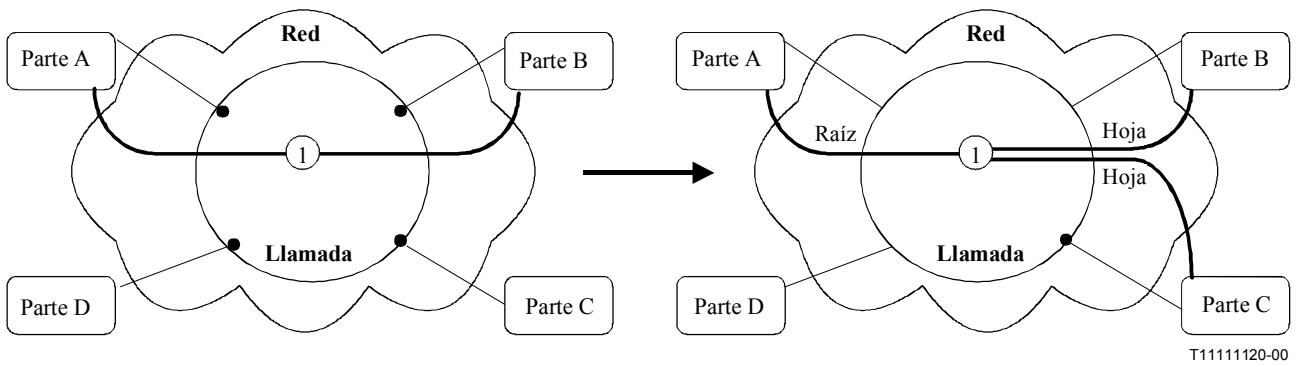 Red
Parte A
Parte B
1
Llamada
Parte D
Parte C
Red
Parte A
Parte B
Raíz
Hoja
1
Hoja
Llamada
Parte D
Parte C
T11111120-00